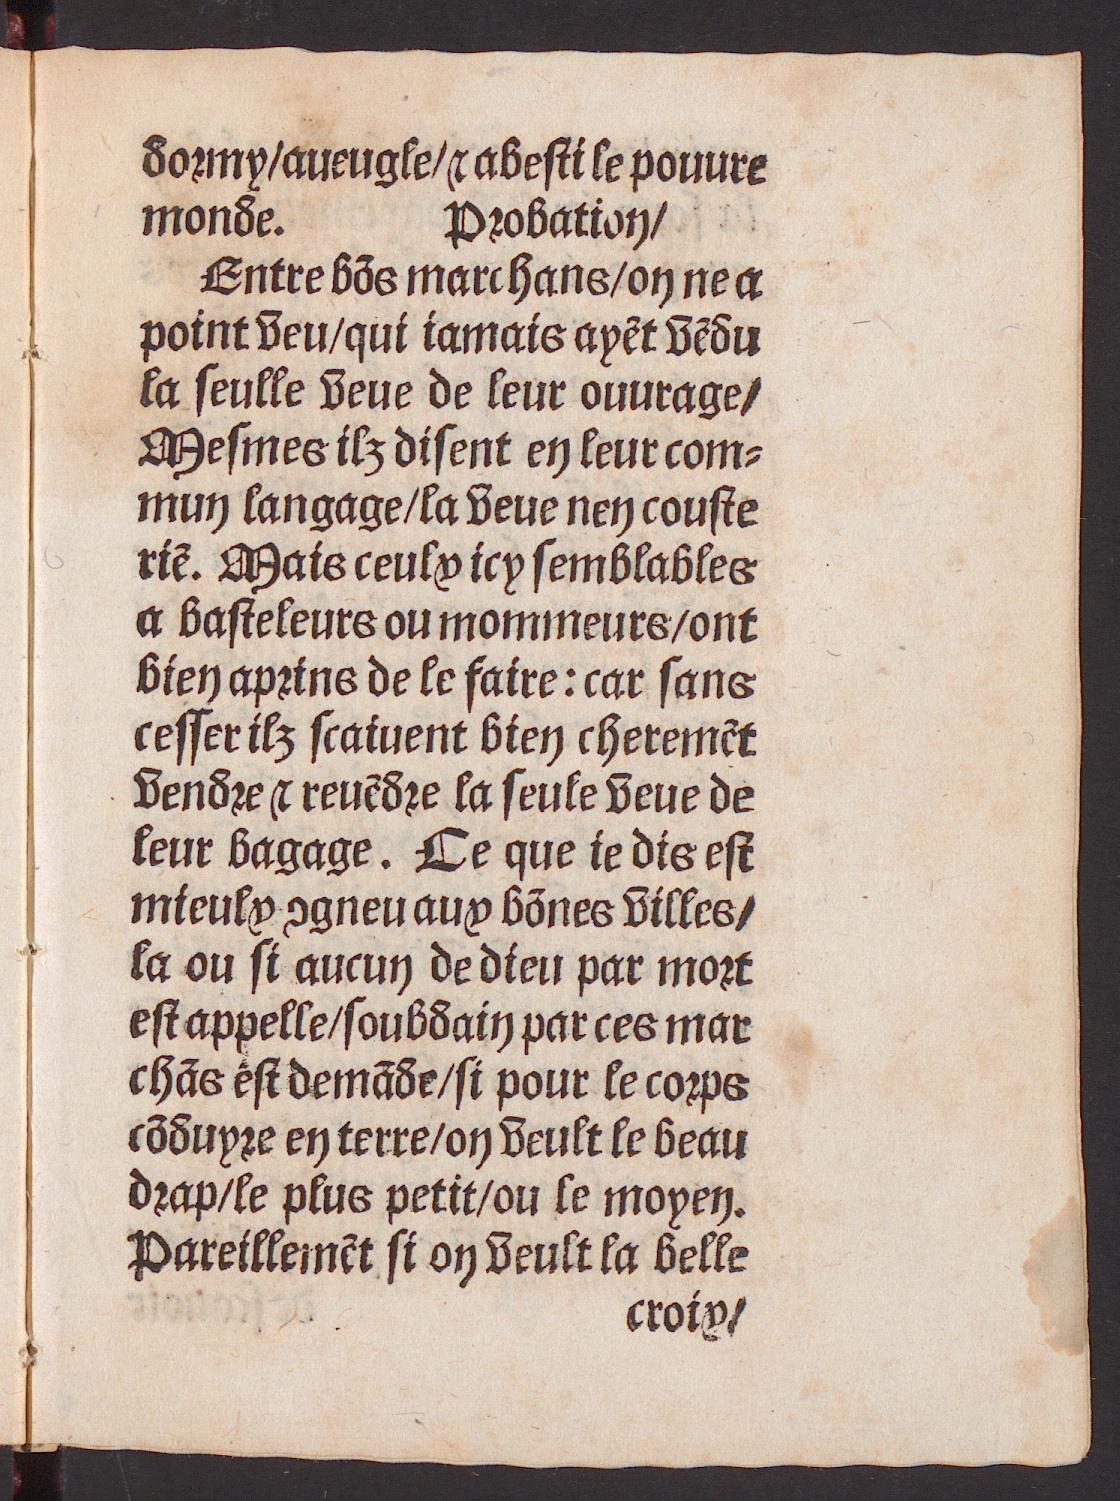 dormy/aueugle/⁊ abesti le pouure
monde. Probation/
Entre bõs marchans/on ne a
point veu/qui iamais ayẽt vẽdu
la seulle veue de leur ouurage/
Mesmes ilz disent en leur com⸗
mun langage/la veue nen couste
riẽ. Mais ceulx icy semblables
a basteleurs ou mommeurs/ont
bien aprins de le faire: car sans
cesser ilz scaiuent bien cheremẽt
vendre ⁊ reuẽdre la seule veue de
leur bagage. Ce que ie dis est
mieulx ꝯgneu aux bõnes villes/
la ou si aucun de dieu par mort
est appelle/soubdain par ces mar
chãs est demãde/si pour le corps
cõduyre en terre/on veult le beau
drap/le plus petit/ou le moyen.
Pareillemẽt si on veult la belle
croix/